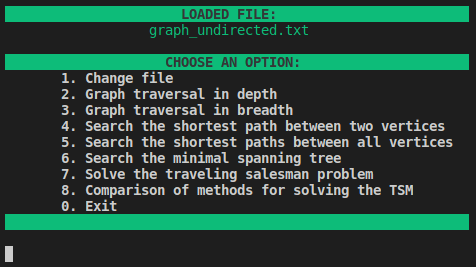 LOADED FILE:
graph_undirected.txt
CHOOSE AN OPTION:
1. Change file
2. Graph traversal in depth
3. Graph traversal in breadth
4. Search the shortest path between two vertices
5. Search the shortest paths between all vertices
6. Search the minimal spanning tree
7. Solve the traveling salesman problem
8. Comparison of methods for solving the TSM
0. Exit